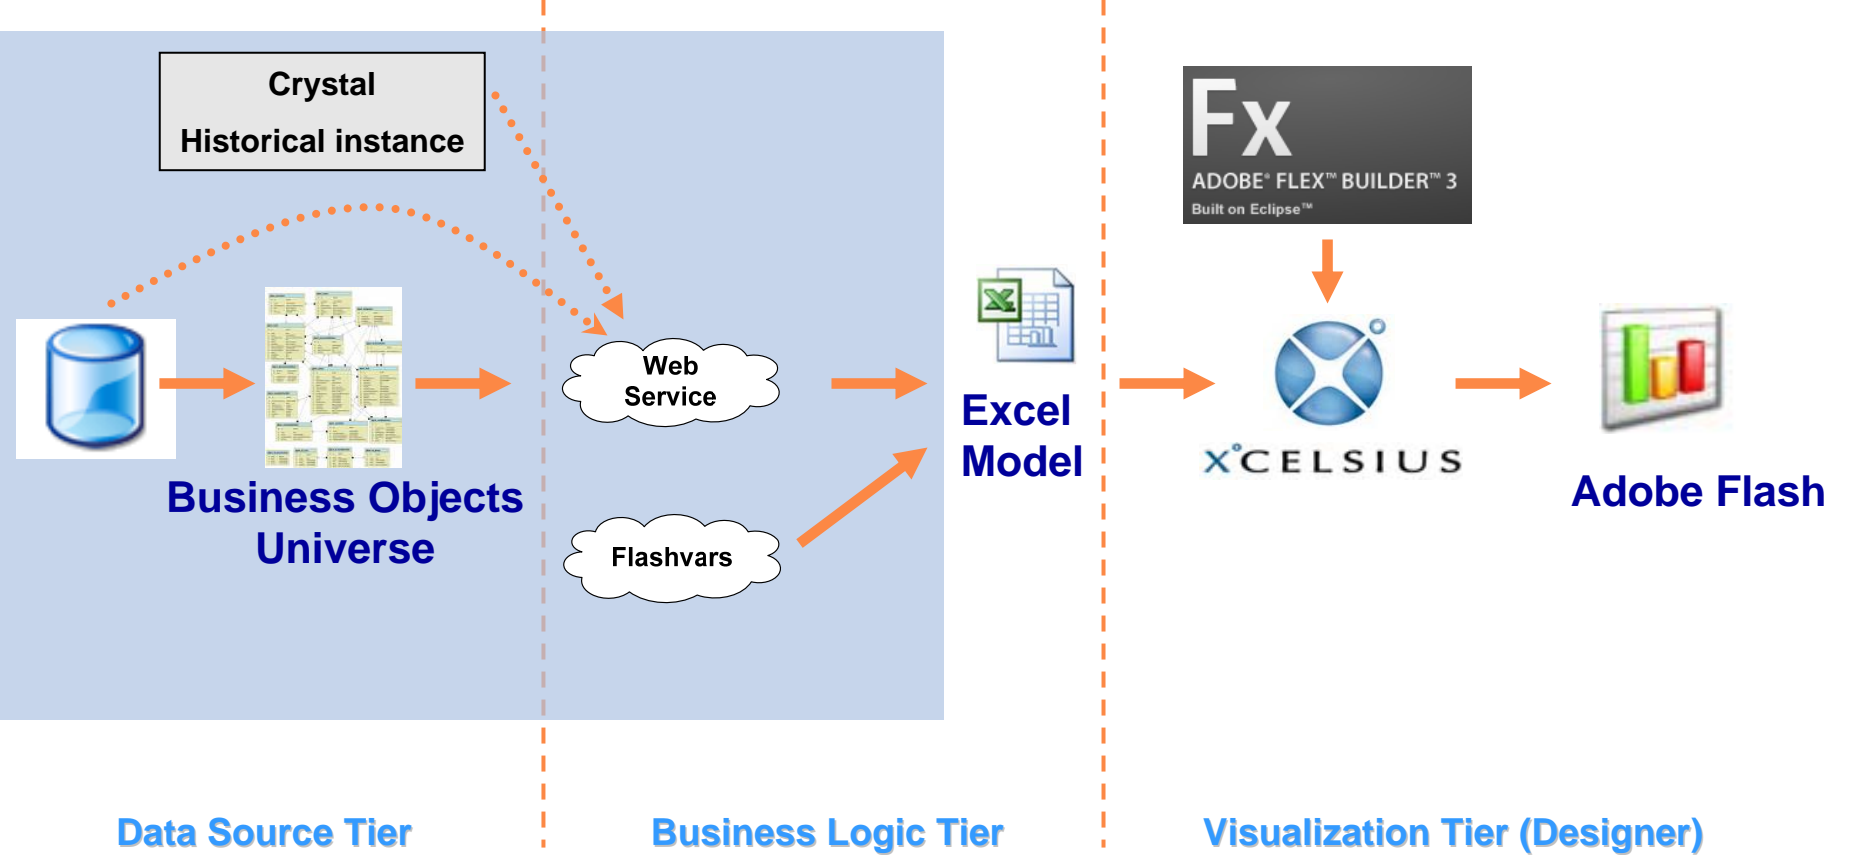 Crystal
Historical instance
Fx
ADOBE® FLEX™ BUILDER™ 3
Built on Eclipse™
Web
Service
Excel
Model
X°CELSIUS
Adobe Flash
Business Objects
Universe
Flashvars
Data Source Tier
Business Logic Tier
Visualization Tier (Designer)